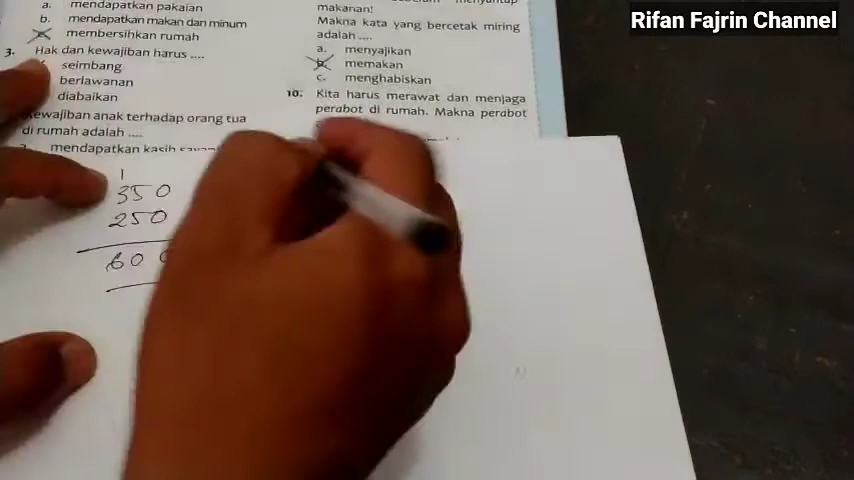 Rifan Fajrin Channel
a. mendapatkan pakaian
b. mendapatkan makan dan minum
membersihkan rumah
3. Hak dan kewajiban harus ....
seimbang
berlawanan
diabaikan
kewajiban anak terhadap orang tua
di rumah adalah ....
mendapatkan kasih
makanan!
Makna kata yang bercetak miring
adalah ....
a. menyajikan
b. memakan
c. menghabiskan
10. Kita harus merawat dan menjaga
perabot di rumah. Makna perabot
1
350
250
600